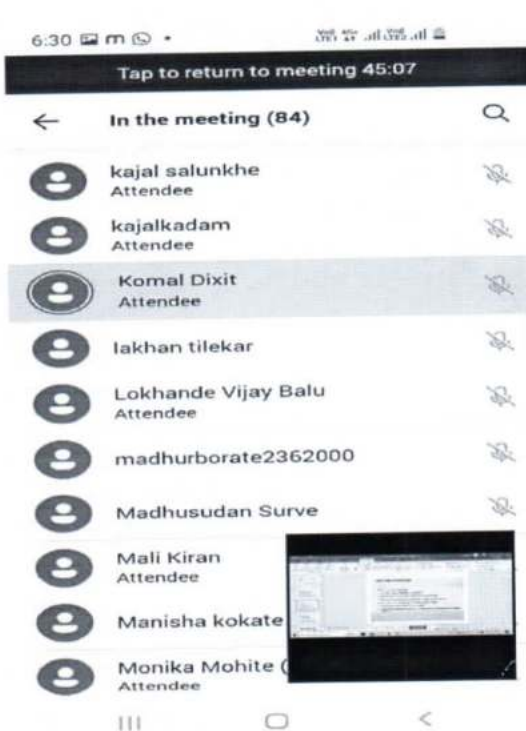 6:30
Tap to return to meeting 45:07
In the meeting (84)
kajal salunkhe
Attendee
kajalkadam
Attendee
Komal Dixit
Attendee
lakhan tilekar
Lokhande Vijay Balu
Attendee
madhurborate2362000
Madhusudan Surve
Mali Kiran
Attendee
Manisha kokate
Monika Mohite (
Attendee